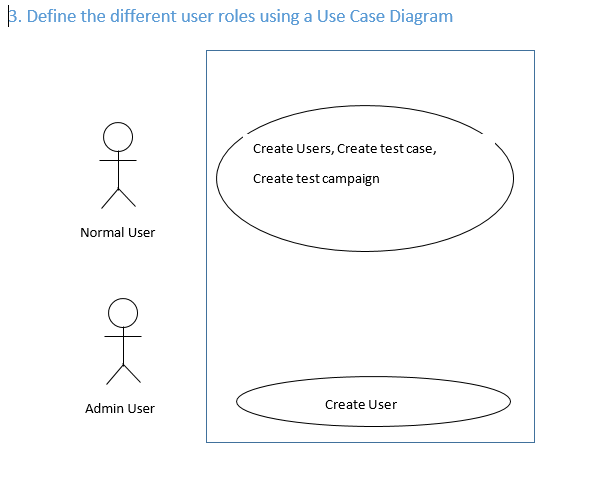 3. Define the different user roles using a Use Case Diagram
Create Users, Create test case,
Create test campaign
Normal User
Create User
Admin User